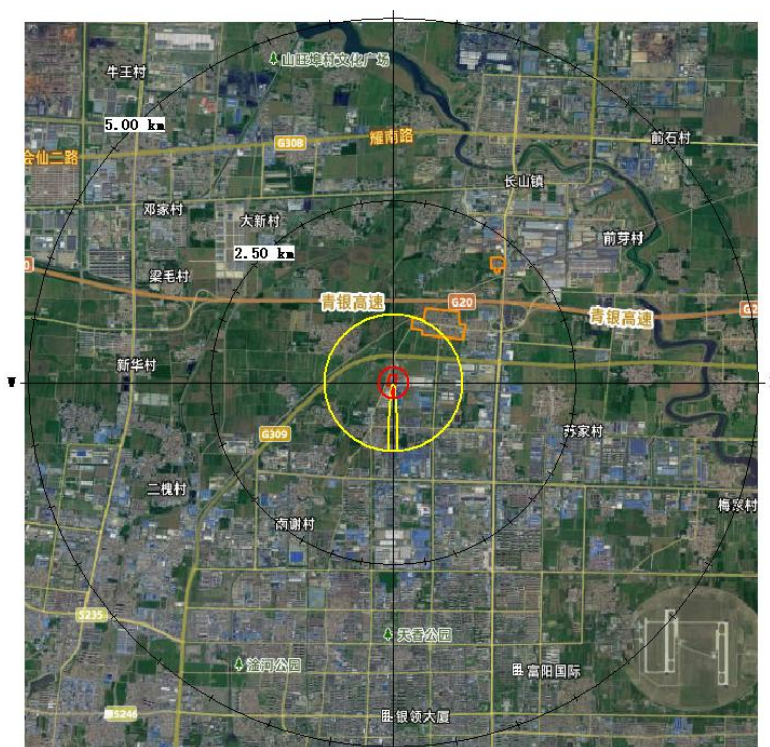 山旺埠村文化广场
牛王村
5.00 km
G308
耀南路
前石村
会仙二路
长山镇
邓家村
大新村
前芽村
2.50 km
梁毛村
青银高速
G20
G2
青银高速
新华村
W
G309
苏家村
二槐村
南谢村
S235
天香公园
淦河公园
富阳国际
S246
银领大厦